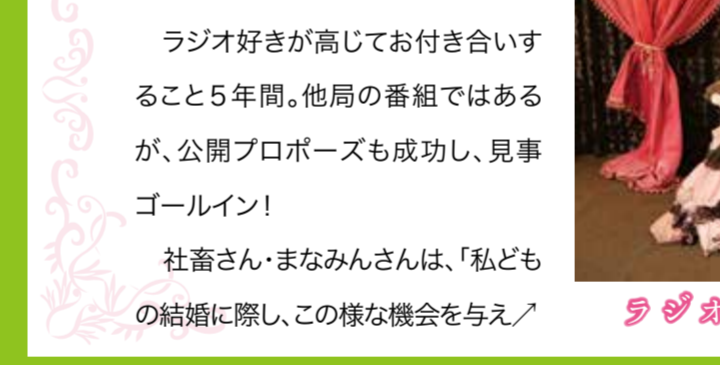 ラジオ好きが高じてお付き合いす
ること５年間。他局の番組ではある
が、公開プロポーズも成功し、見事
ゴールイン！
社畜さん・まなみんさんは、「私ども
の結婚に際し、この様な機会を与え↗
ラジオ